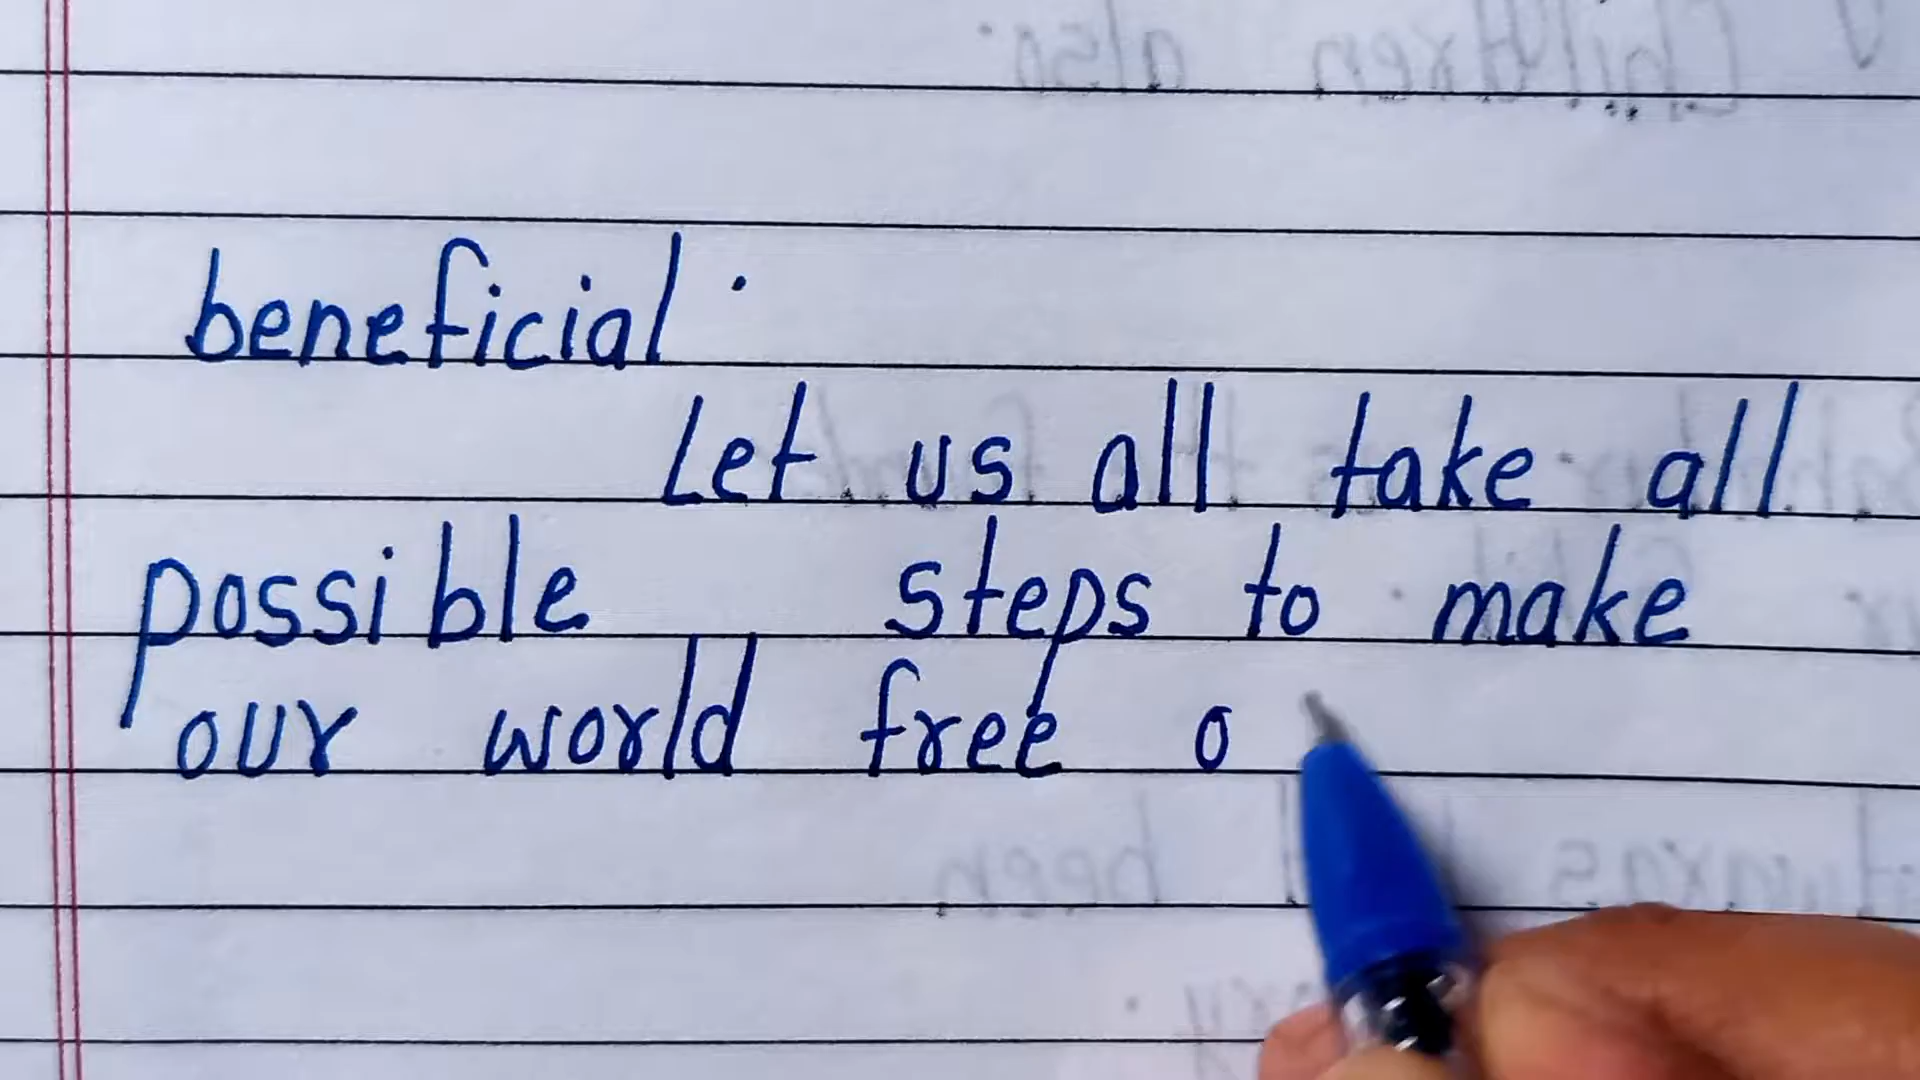 beneficial.
Let us all take all
possible steps to make
our world free o